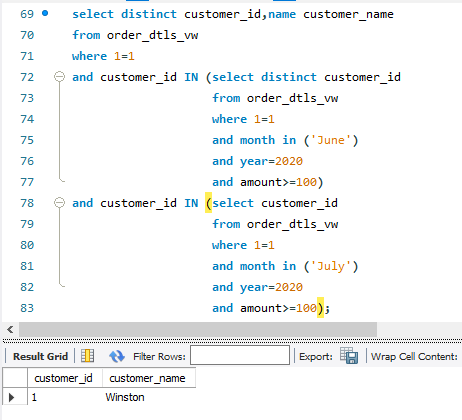 69 select distinct customer_id,name customer_name
70 from order_dtls_vw
71 where 1=1
72 and customer_id IN (select distinct customer_id
73 from order_dtls_vw
74 where 1=1
75 and month in ('June')
76 and year=2020
77 and amount>=100)
78 and customer_id IN (select customer_id
79 from order_dtls_vw
80 where 1=1
81 and month in ('July')
82 and year=2020
83 and amount>=100);
Result Grid Filter Rows: Export: Wrap Cell Content:
customer_id customer_name
1 Winston